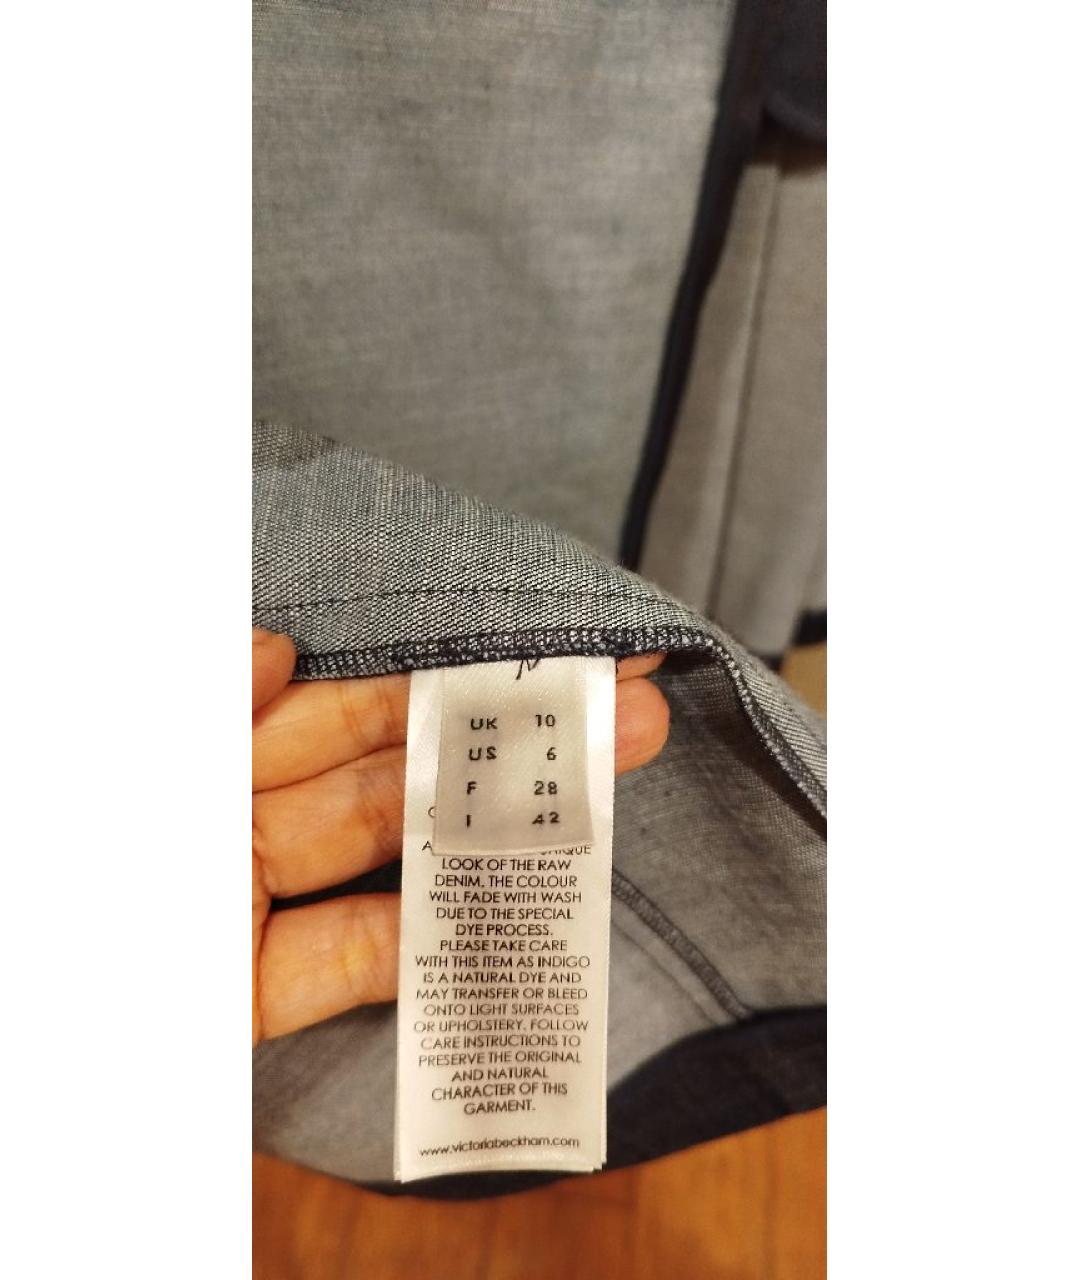 UK 10
US 6
F 28
I 42
LOOK OF THE RAW
DENIM. THE COLOUR
WILL FADE WITH WASH
DUE TO THE SPECIAL
DYE PROCESS.
PLEASE TAKE CARE
WITH THIS ITEM AS INDIGO
IS A NATURAL DYE AND
MAY TRANSFER OR BLEED
ONTO LIGHT SURFACES
OR UPHOLSTERY. FOLLOW
CARE INSTRUCTIONS TO
PRESERVE THE ORIGINAL
AND NATURAL
CHARACTER OF THIS
GARMENT.
www.victoriabeckham.com